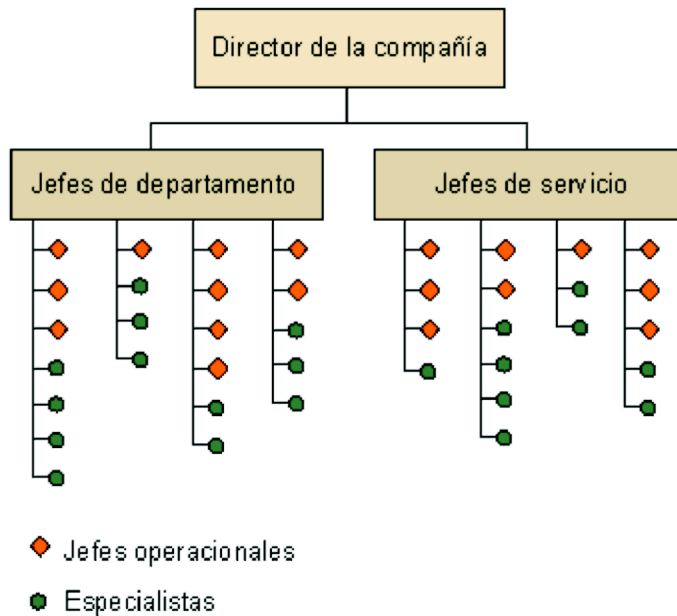 Director de la compañía
Jefes de departamento
Jefes de servicio
Jefes operacionales
Especialistas